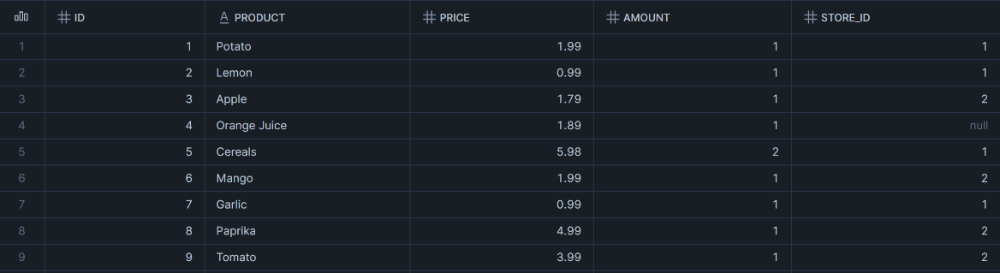 ID PRODUCT PRICE AMOUNT STORE_ID
1 1 Potato 1.99 1 1
2 2 Lemon 0.99 1 1
3 3 Apple 1.79 1 2
4 4 Orange Juice 1.89 1 null
5 5 Cereals 5.98 2 1
6 6 Mango 1.99 1 2
7 7 Garlic 0.99 1 1
8 8 Paprika 4.99 1 2
9 9 Tomato 3.99 1 2